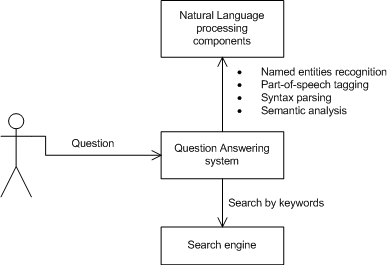 Natural Language
processing
components
• Named entities recognition
• Part-of-speech tagging
• Syntax parsing
• Semantic analysis
Question
Question Answering
system
Search by keywords
Search engine